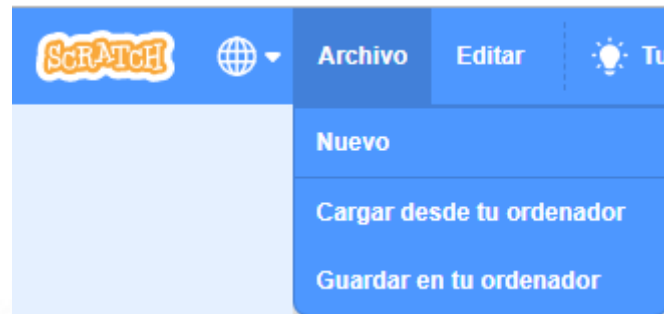 SCRATCH Archivo Editar
Nuevo
Cargar desde tu ordenador
Guardar en tu ordenador